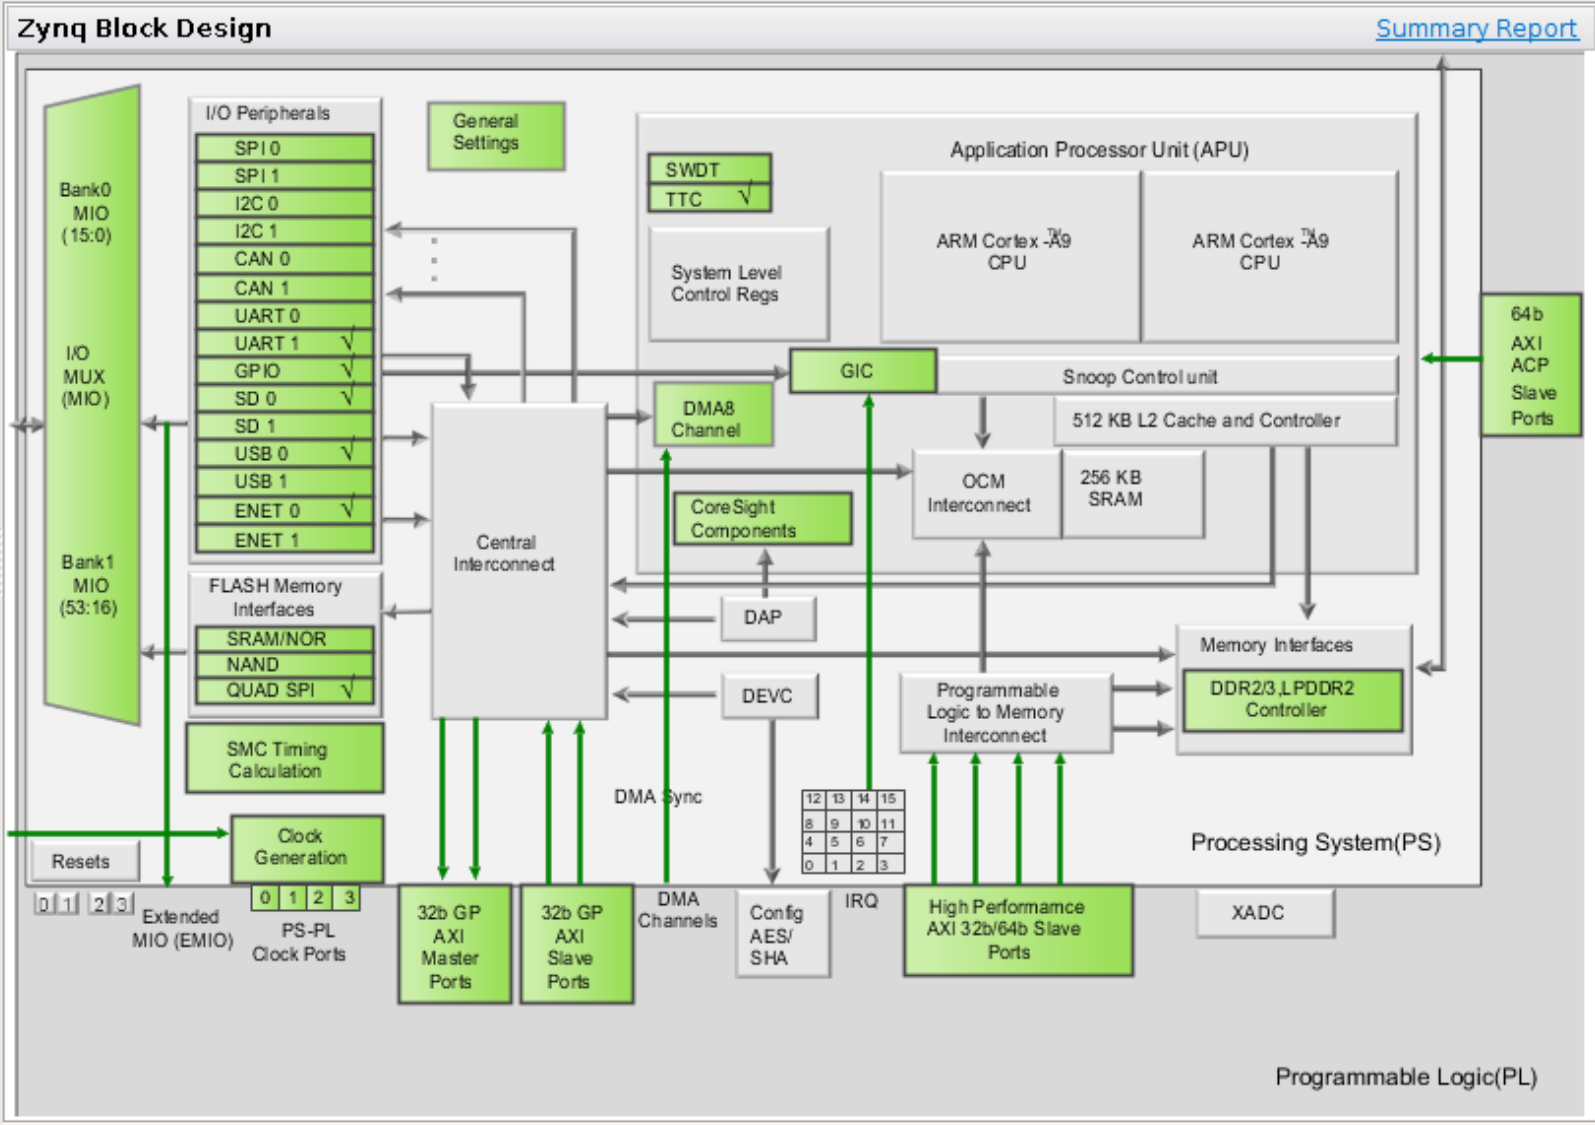 Zynq Block Design
Summary Report
Bank0
MIO
(15:0)
I/O
MUX
(MIO)
Bank1
MIO
(53:16)
I/O Peripherals
SPI 0
SPI 1
I2C 0
I2C 1
CAN 0
CAN 1
UART 0
UART 1 √
GPIO √
SD 0 √
SD 1
USB 0 √
USB 1
ENET 0 √
ENET 1
FLASH Memory
Interfaces
SRAM/NOR
NAND
QUAD SPI √
SMC Timing
Calculation
Clock
Generation
0 1 2 3
PS-PL
Clock Ports
Resets
0 1 2 3
Extended
MIO (EMIO)
General
Settings
Central
Interconnect
32b GP
AXI
Master
Ports
32b GP
AXI
Slave
Ports
Application Processor Unit (APU)
SWDT
TTC √
System Level
Control Regs
ARM Cortex -A9 TM
CPU
ARM Cortex -A9 TM
CPU
GIC
Snoop Control unit
512 KB L2 Cache and Controller
DMA8
Channel
OCM
Interconnect
256 KB
SRAM
CoreSight
Components
DAP
DEVC
DMA Sync
DMA
Channels
Config
AES/
SHA
12 13 14 15
8 9 10 11
4 5 6 7
0 1 2 3
IRQ
Programmable
Logic to Memory
Interconnect
High Performamce
AXI 32b/64b Slave
Ports
Memory Interfaces
DDR2/3,LPDDR2
Controller
64b
AXI
ACP
Slave
Ports
Processing System(PS)
XADC
Programmable Logic(PL)